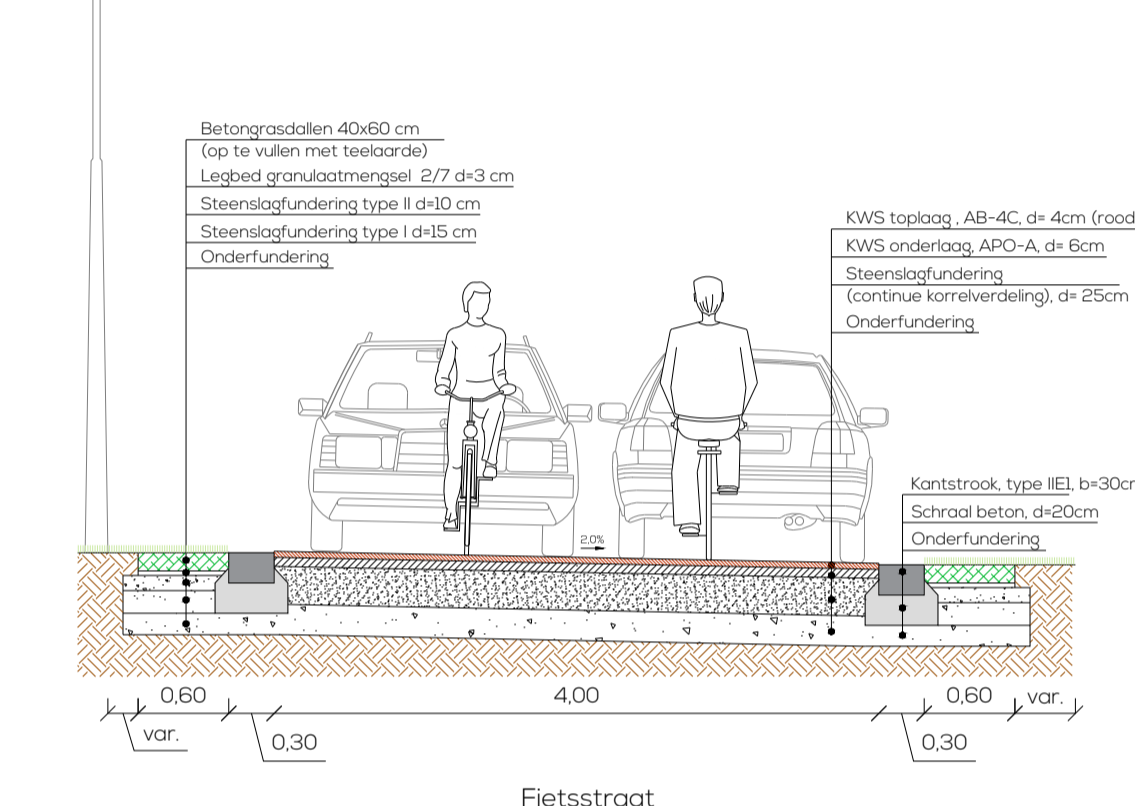 Betongrasdallen 40x60 cm
(op te vullen met teelaarde)
Legbed granulaatmengsel 2/7 d=3 cm
Steenslagfundering type II d=10 cm
Steenslagfundering type I d=15 cm
Onderfundering
KWS toplaag , AB-4C, d= 4cm (rood
KWS onderlaag, APO-A, d= 6cm
Steenslagfundering
(continue korrelverdeling), d= 25cm
Onderfundering
Kantstrook, type IIE1, b=30cm
Schraal beton, d=20cm
Onderfundering
2.0%
0,60
4,00
0,60
var.
var.
0,30
0,30
Fietsstraat